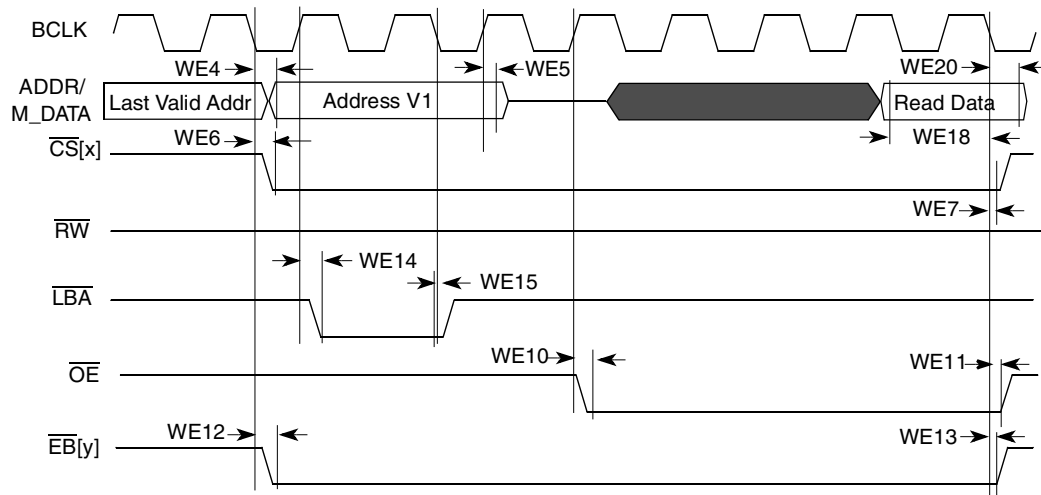 BCLK
WE4
WE5
WE20
ADDR/
M_DATA
Last Valid Addr
Address V1
Read Data
WE6
WE18
CS[x]
WE7
RW
WE14
WE15
LBA
WE10
WE11
OE
WE12
WE13
EB[y]